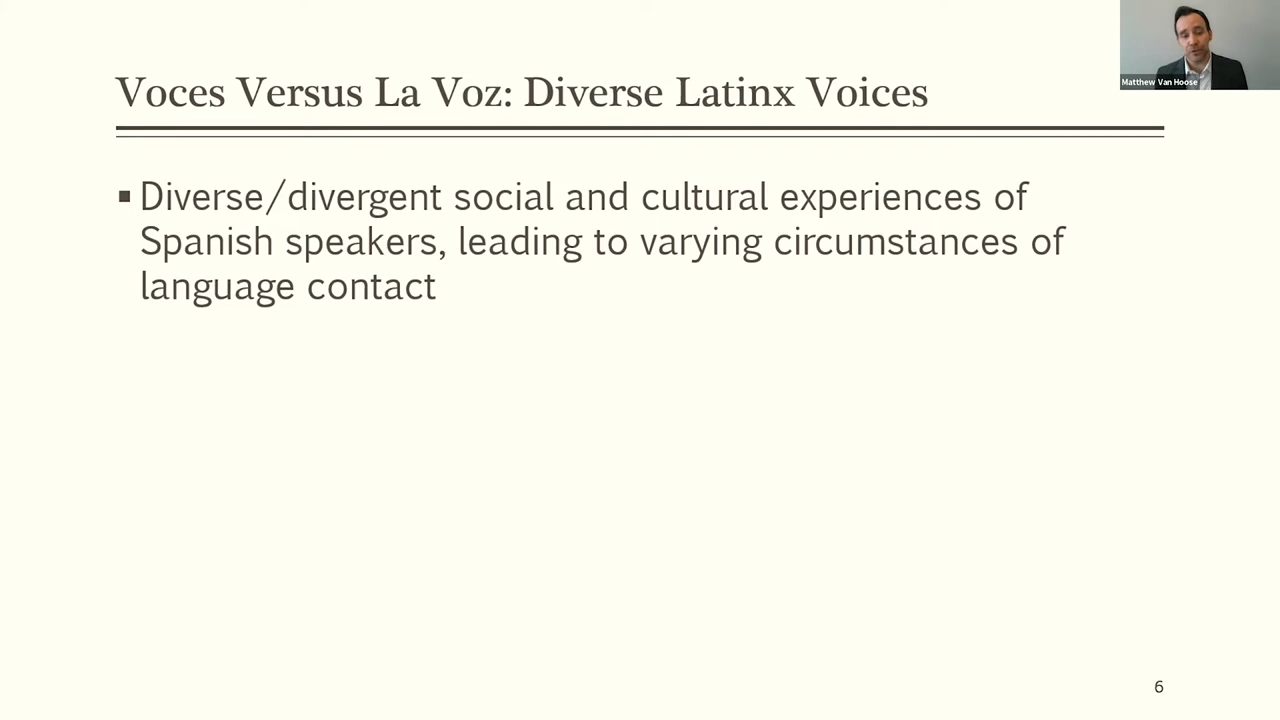 Matthew Van Hoose
Voces Versus La Voz: Diverse Latinx Voices
▪ Diverse/divergent social and cultural experiences of
Spanish speakers, leading to varying circumstances of
language contact
6